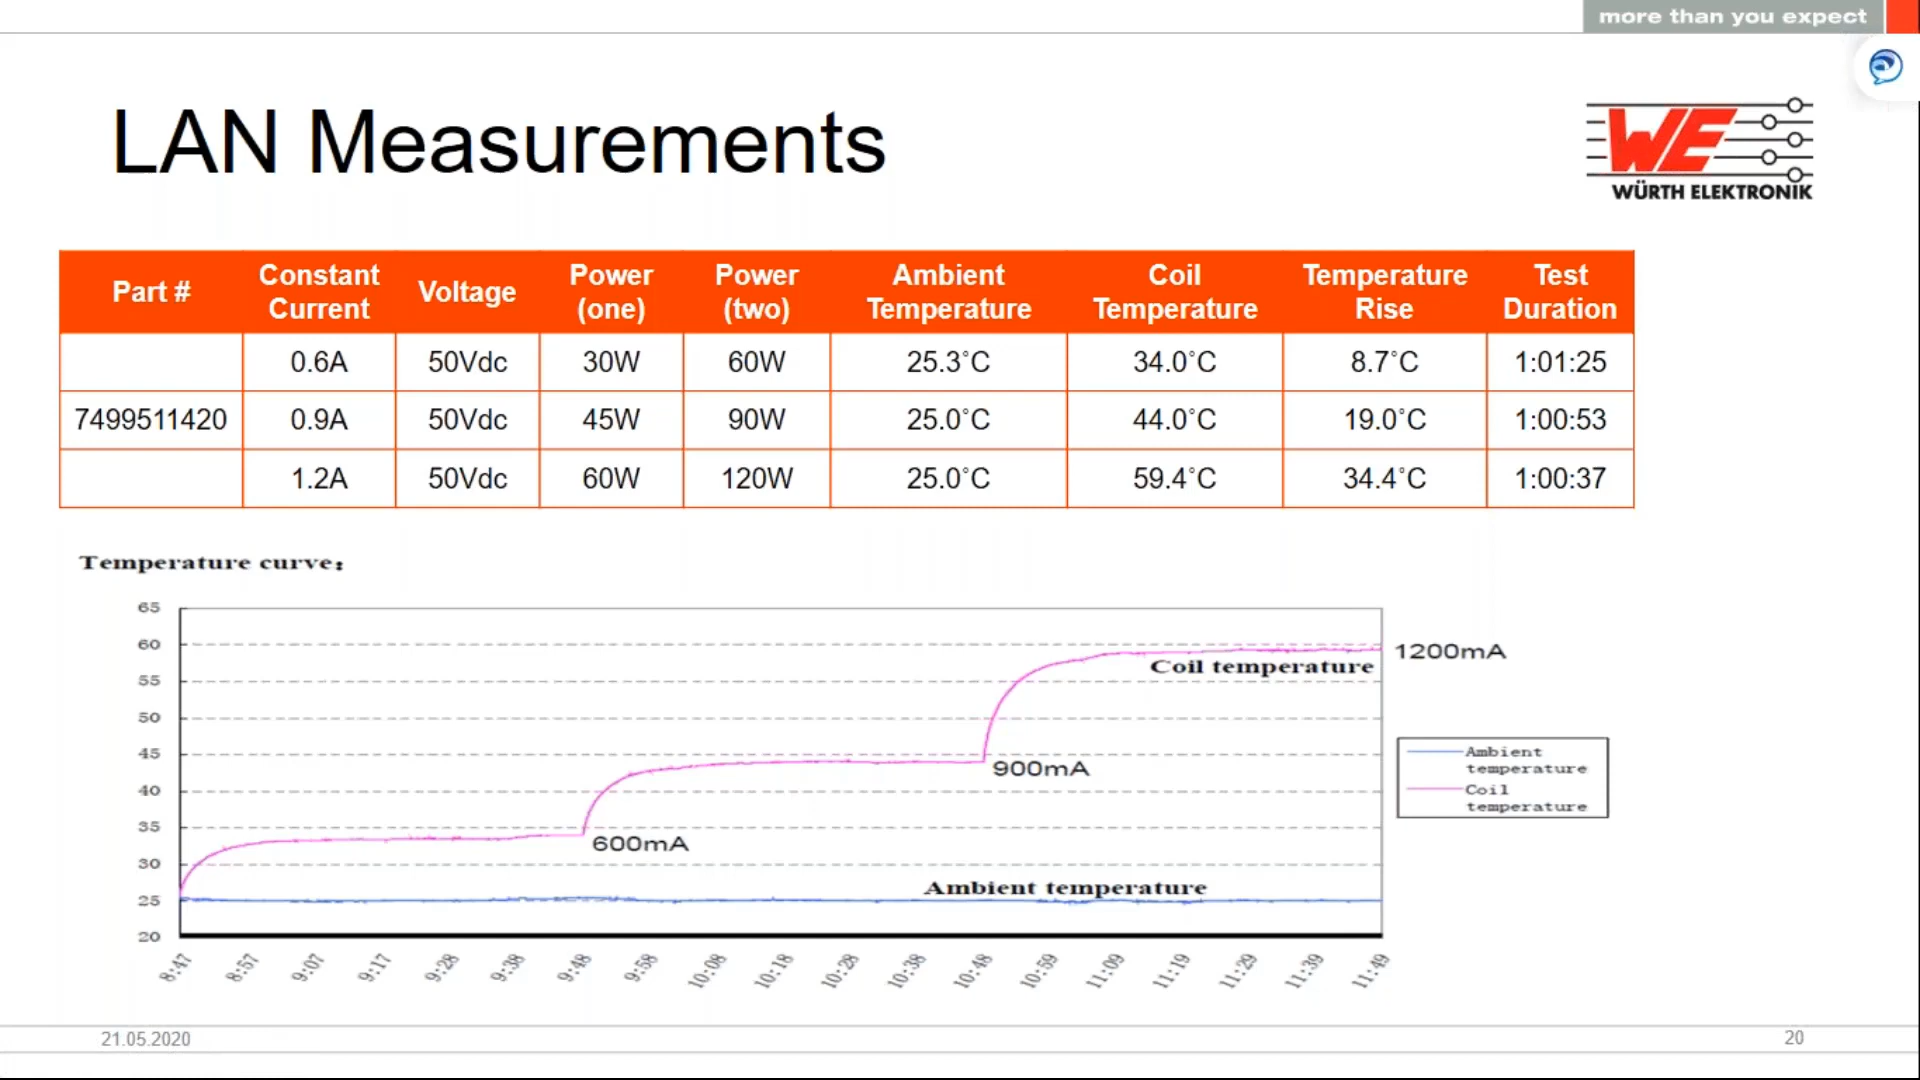 more than you expect
LAN Measurements
WE
WÜRTH ELEKTRONIK
Part # Constant Current Voltage Power (one) Power (two) Ambient Temperature Coil Temperature Temperature Rise Test Duration
0.6A 50Vdc 30W 60W 25.3˚C 34.0˚C 8.7˚C 1:01:25
7499511420 0.9A 50Vdc 45W 90W 25.0˚C 44.0˚C 19.0˚C 1:00:53
1.2A 50Vdc 60W 120W 25.0˚C 59.4˚C 34.4˚C 1:00:37
Temperature curve:
65
60
55
50
45
40
35
30
25
20
1200mA
Coil temperature
900mA
600mA
Ambient temperature
Ambient
temperature
Coil
temperature
8:47 8:57 9:07 9:17 9:28 9:38 9:48 9:58 10:08 10:18 10:28 10:38 10:48 10:59 11:09 11:19 11:29 11:39 11:49
21.05.2020
20